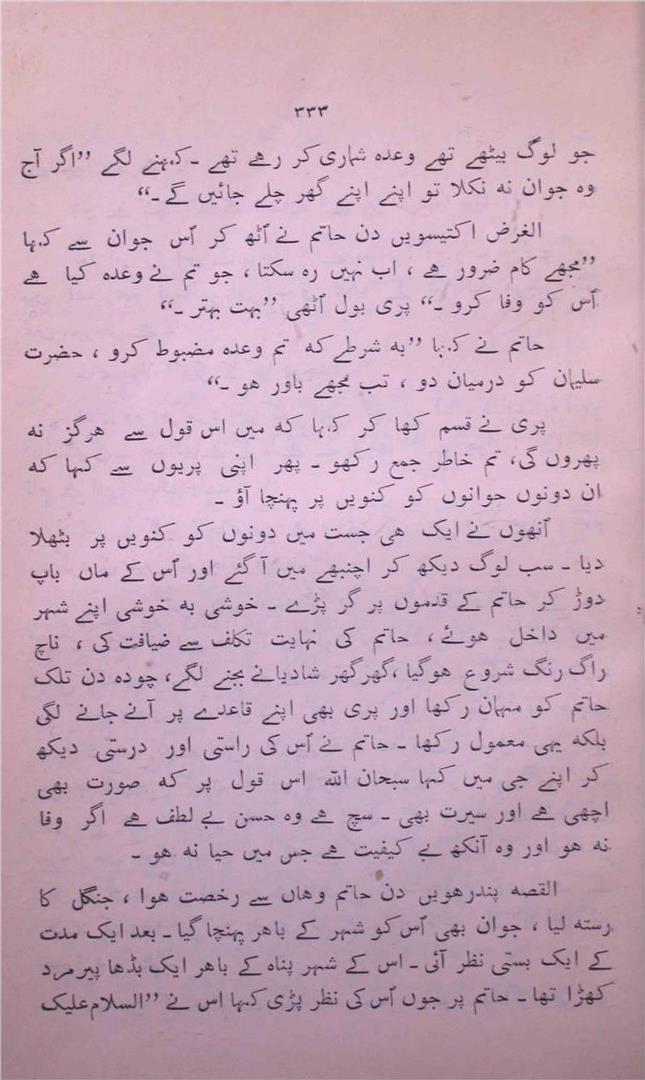 ۳۳۳
جو لوگ بیٹھے تھے وعدہ شماری کر رہے تھے ۔ کہنے لگے ”اگر آج
وہ جوان نہ نکلا تو اپنے اپنے گھر چلے جائیں گے ۔“
الغرض اکتیسویں دن حاتم نے اُٹھ کر اُس جوان سے کہا
”مجھے کام ضرور ہے ، اب نہیں رہ سکتا ، جو تم نے وعدہ کیا ہے
اُس کو وفا کرو ۔“ پری بول اُٹھی ”بہت بہتر ۔“
حاتم نے کہا ”بہ شرطے کہ تم وعدہ مضبوط کرو ، حضرت
سلیمان کو درمیان دو ، تب مجھے باور ہو ۔“
پری نے قسم کھا کر کہا کہ میں اس قول سے ہرگز نہ
پھروں گی، تم خاطر جمع رکھو ۔ پھر اپنی پریوں سے کہا کہ
ان دونوں جوانوں کو کنویں پر پہنچا آؤ ۔
اُنھوں نے ایک ہی جست میں دونوں کو کنویں پر بٹھلا
دیا ۔ سب لوگ دیکھ کر اچنبھے میں آ گئے اور اُس کے ماں باپ
دوڑ کر حاتم کے قدموں پر گر پڑے ۔ خوشی بہ خوشی اپنے شہر
میں داخل ہوئے ، حاتم کی نہایت تکلف سے ضیافت کی ، ناچ
راگ رنگ شروع ہوگیا ،گھر گھر شادیانے بجنے لگے، چودہ دن تلک
حاتم کو مہمان رکھا اور پری بھی اپنے قاعدے پر آنے جانے لگی
بلکہ یہی معمول رکھا ۔ حاتم نے اُس کی راستی اور درستی دیکھ
کر اپنے جی میں کہا سبحان اللہ اس قول پر کہ صورت بھی
اچھی ہے اور سیرت بھی ۔ سچ ہے وہ حسن بے لطف ہے اگر وفا
نہ ہو اور وہ آنکھ بے کیفیت ہے جس میں حیا نہ ہو ۔
القصہ پندرھویں دن حاتم وہاں سے رخصت ہوا ، جنگل کا
رستہ لیا ، جوان بھی اُس کو شہر کے باہر پہنچا گیا ۔ بعد ایک مدت
کے ایک بستی نظر آئی ۔ اس کے شہر پناہ کے باہر ایک بڈھا پیر مرد
کھڑا تھا ۔ حاتم پر جوں اُس کی نظر پڑی کہا اس نے ”السلام علیک